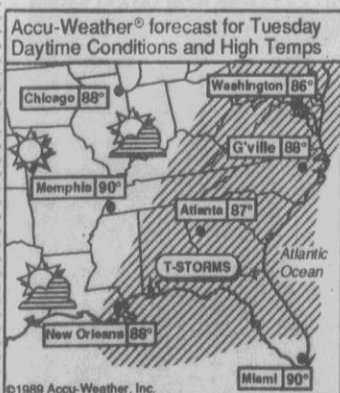 Accu-Weather® forecast for Tuesday
Daytime Conditions and High Temps
Washington 86°
Chicago 88°
G'ville 88°
Memphis 90°
Atlanta 87°
Atlantic
Ocean
T-STORMS
New Orleans 88°
Miami 90°
©1989 Accu-Weather, Inc.